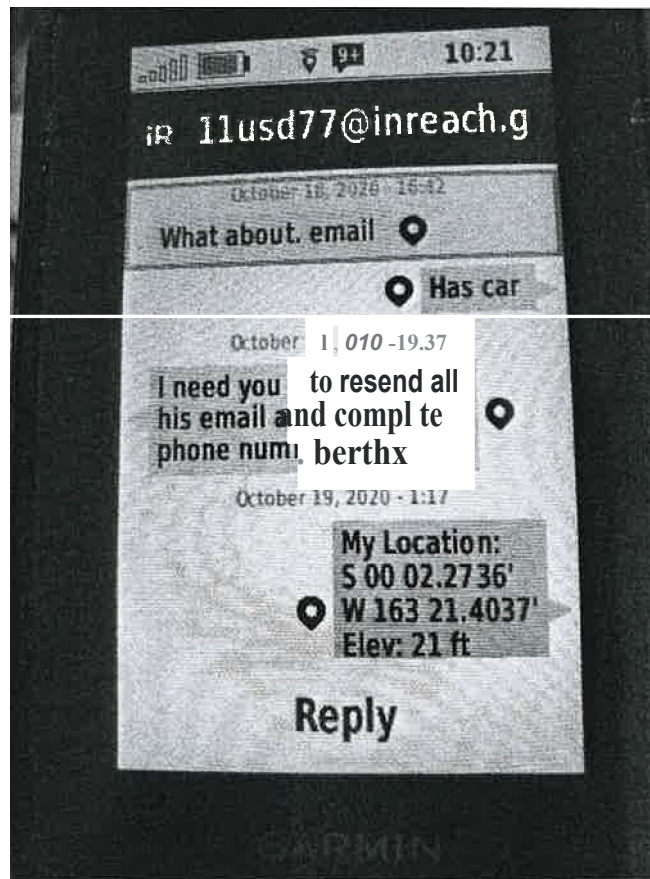 10:21
9+
iR 11usd77@inreach.g
October 18, 2020 - 16:42
What about. email
Has car
October 1 010 -19.37
I need you to resend all
his email and compl te
phone num. berthx
October 19, 2020 - 1:17
My Location:
S 00 02.2736'
W 163 21.4037'
Elev: 21 ft
Reply
GARMIN